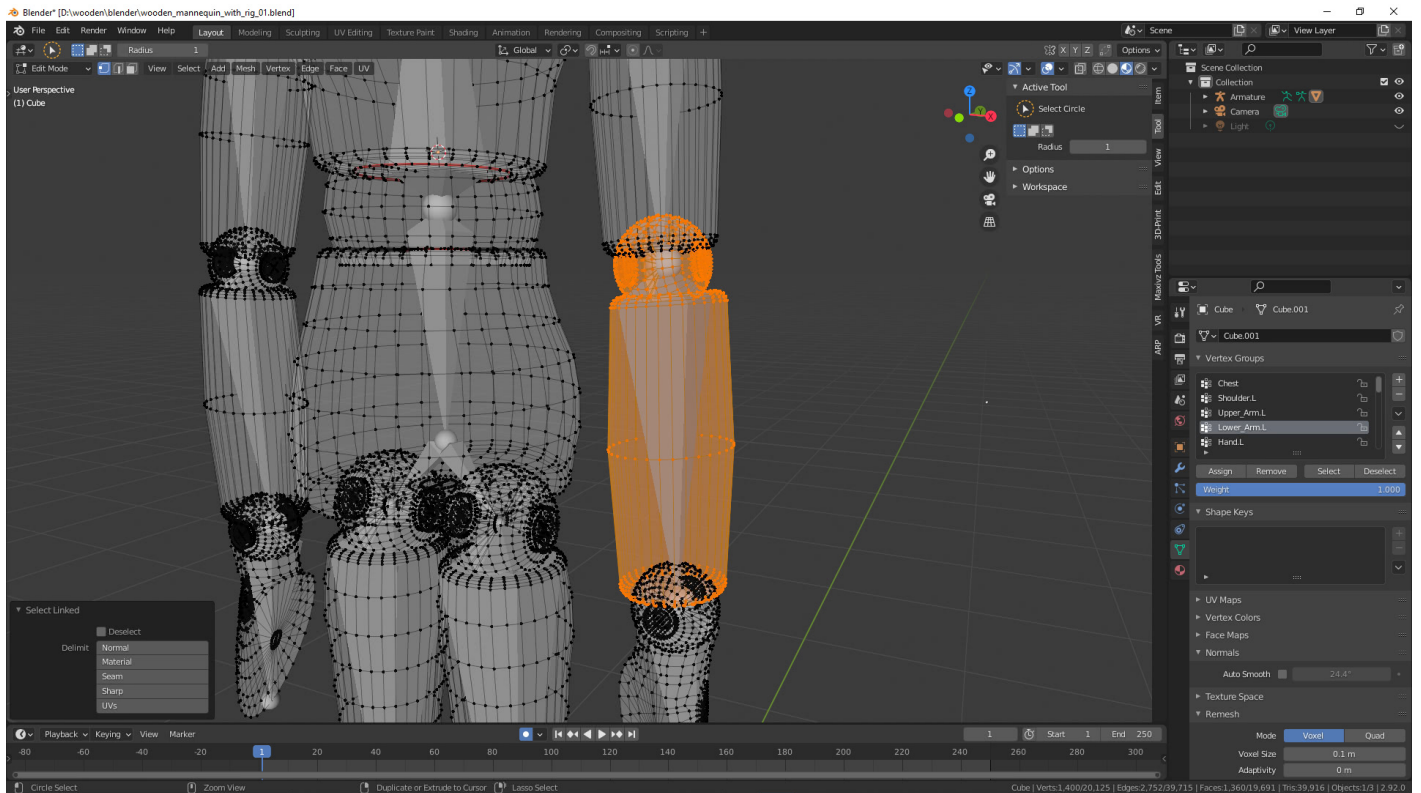 Blender* [D:\wooden\blender\wooden_mannequin_with_rig_01.blend]
File Edit Render Window Help Layout Modeling Sculpting UV Editing Texture Paint Shading Animation Rendering Compositing Scripting + Scene View Layer
Radius 1 Global X Y Z Options
Edit Mode View Select Add Mesh Vertex Edge Face UV
User Perspective
(1) Cube
Z
Y
X
Active Tool
Select Circle
Radius 1
Options
Workspace
Item
Tool
View
Edit
3D-Print
Maxivz Tools
VR
ARP
Scene Collection
Collection
Armature
Camera
Light
Cube Cube.001
Cube.001
Vertex Groups
Chest
Shoulder.L
Upper_Arm.L
Lower_Arm.L
Hand.L
Assign Remove Select Deselect
Weight 1.000
Shape Keys
UV Maps
Vertex Colors
Face Maps
Normals
Auto Smooth 24.4°
Texture Space
Remesh
Mode Voxel Quad
Voxel Size 0.1 m
Adaptivity 0 m
Select Linked
Deselect
Delimit Normal
Material
Seam
Sharp
UVs
Playback Keying View Marker 1 Start 1 End 250
-80 -60 -40 -20 1 20 40 60 80 100 120 140 160 180 200 220 240 260 280 300
Circle Select Zoom View Duplicate or Extrude to Cursor Lasso Select Cube | Verts:1,400/20,125 | Edges:2,752/39,715 | Faces:1,360/19,691 | Tris:39,916 | Objects:1/3 | 2.92.0